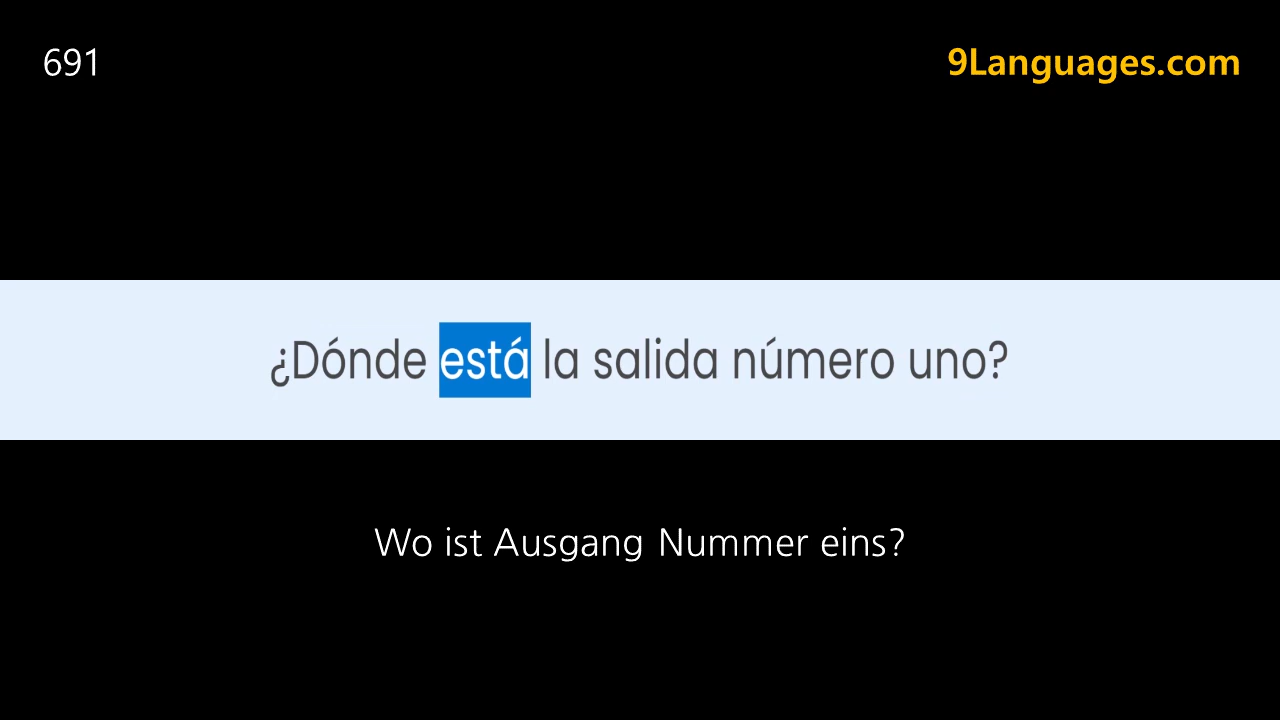 691
9Languages.com
¿Dónde está la salida número uno?
Wo ist Ausgang Nummer eins?